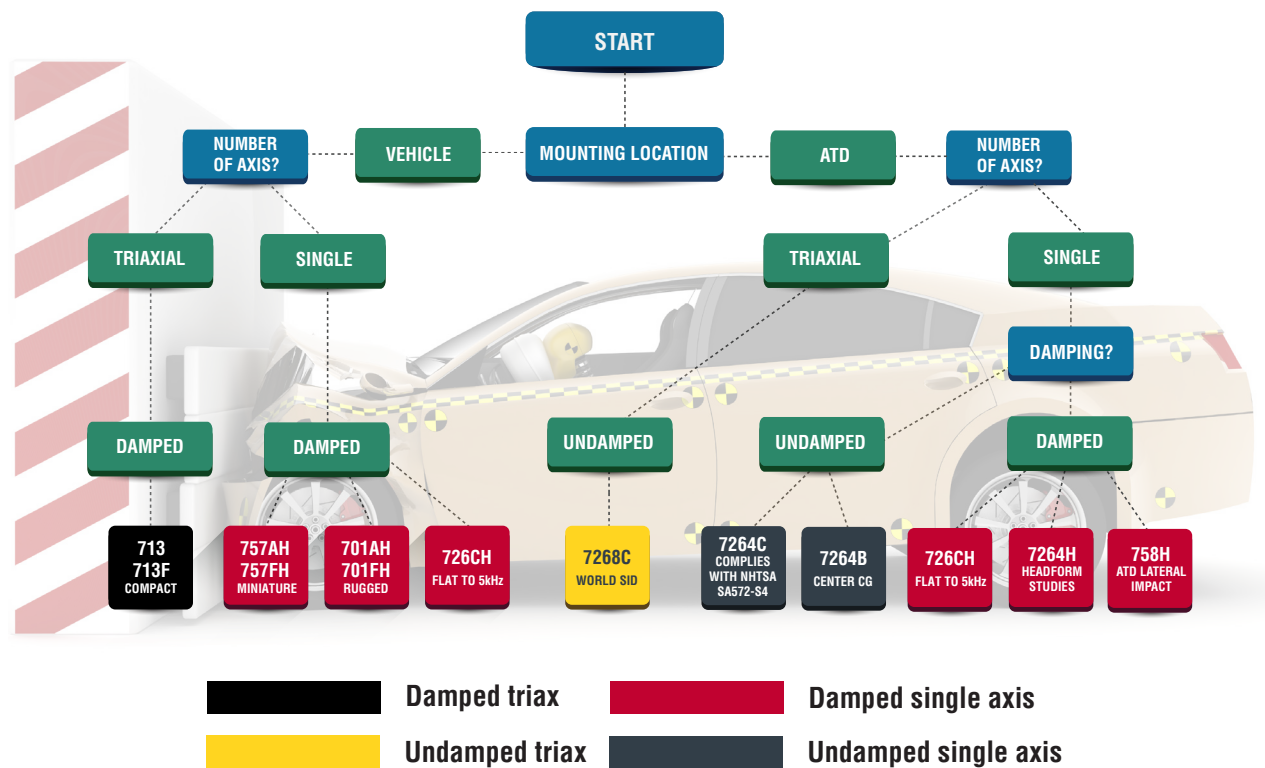 START
NUMBER
OF AXIS?
VEHICLE
MOUNTING LOCATION
ATD
NUMBER
OF AXIS?
TRIAXIAL
SINGLE
TRIAXIAL
SINGLE
DAMPING?
DAMPED
DAMPED
UNDAMPED
UNDAMPED
DAMPED
713
713F
COMPACT
757AH
757FH
MINIATURE
701AH
701FH
RUGGED
726CH
FLAT TO 5kHz
7268C
WORLD SID
7264C
COMPLIES
WITH NHTSA
SA572-S4
7264B
CENTER CG
726CH
FLAT TO 5kHz
7264H
HEADFORM
STUDIES
758H
ATD LATERAL
IMPACT
Damped triax
Damped single axis
Undamped triax
Undamped single axis